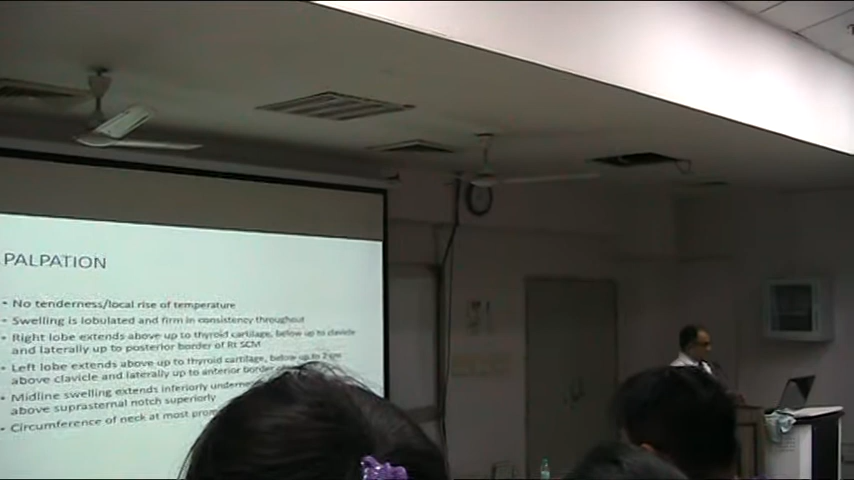 PALPATION
• No tenderness/local rise of temperature
• Swelling is lobulated and firm in consistency throughout
• Right lobe extends above up to thyroid cartilage, below up to clavicle
and laterally up to posterior border of Rt SCM
• Left lobe extends above up to thyroid cartilage, below up to 2 cm
above clavicle and laterally up to anterior border of
• Midline swelling extends inferiorly
above suprasternal notch superiorly
• Circumference of neck at most